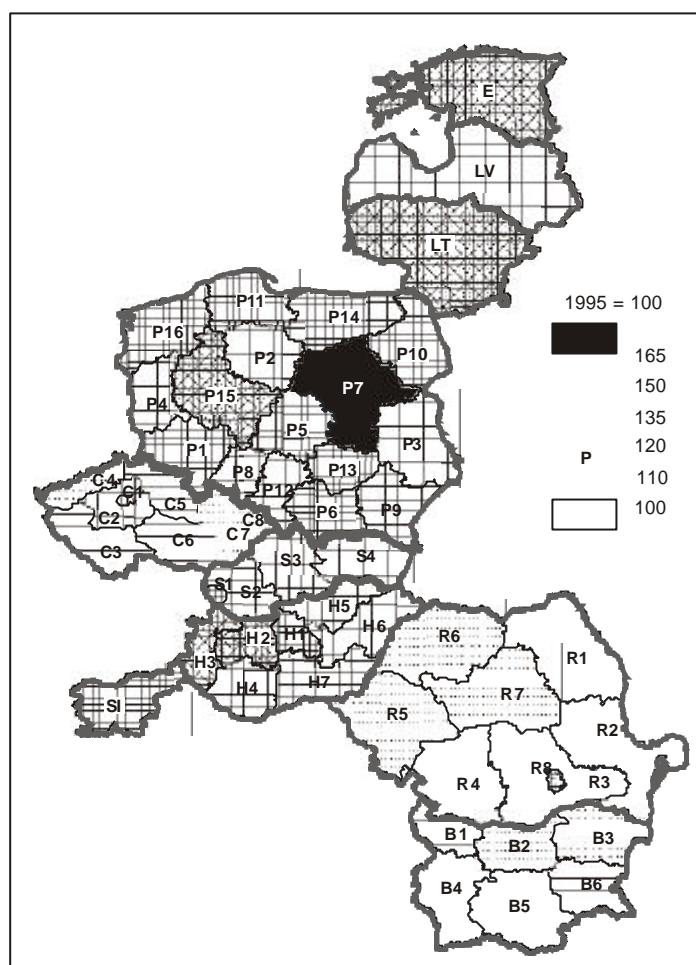 E
LV
LT
1995 = 100
165
150
135
120
110
100
P
P11
P14
P16
P2
P10
P7
P15
P4
P5
P3
P1
P8
P13
P12
P6
P9
C4
C1
C5
C2
C8
C7
C6
C3
S3
S4
S1
S2
H5
H1
H2
H6
H3
H4
H7
SI
R6
R1
R7
R5
R2
R8
R4
R3
B1
B2
B3
B4
B6
B5